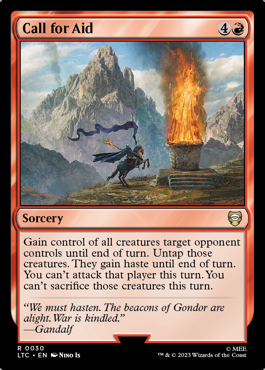 Call for Aid 4
Sorcery
Gain control of all creatures target opponent
controls until end of turn. Untap those
creatures. They gain haste until end of turn.
You can't attack that player this turn. You
can't sacrifice those creatures this turn.
"We must hasten. The beacons of Gondor are
alight. War is kindled."
—Gandalf
R 0030 © MEE
LTC • EN Nino Is ™ & © 2023 Wizards of the Coast